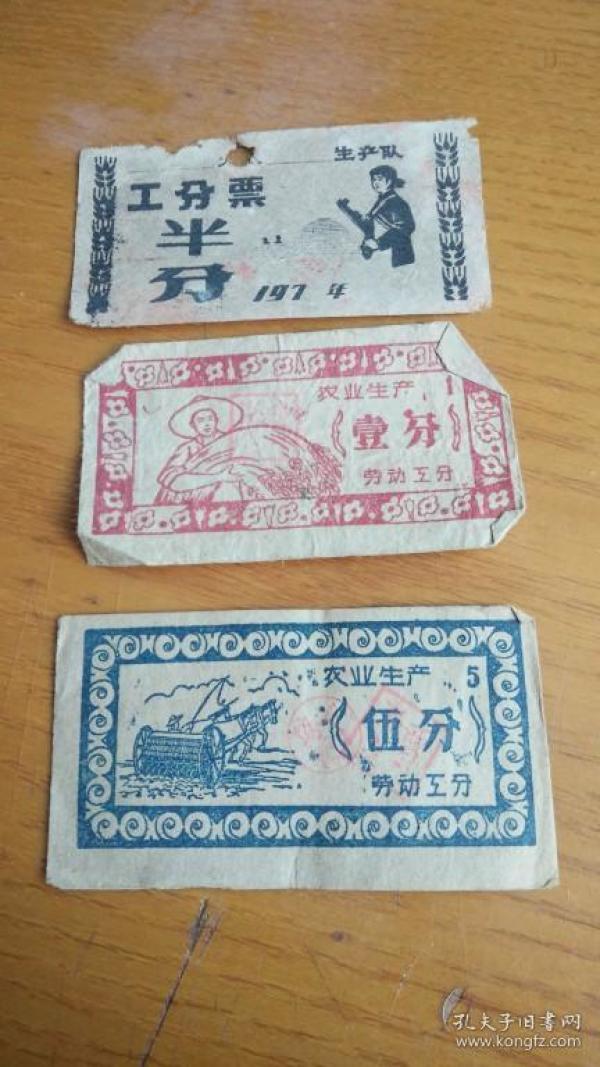 生产队
工分票
半
分
197 年
农业生产 1
(壹分)
劳动工分
农业生产 5
(伍分)
劳动工分
孔夫子旧书网
www.kongfz.com